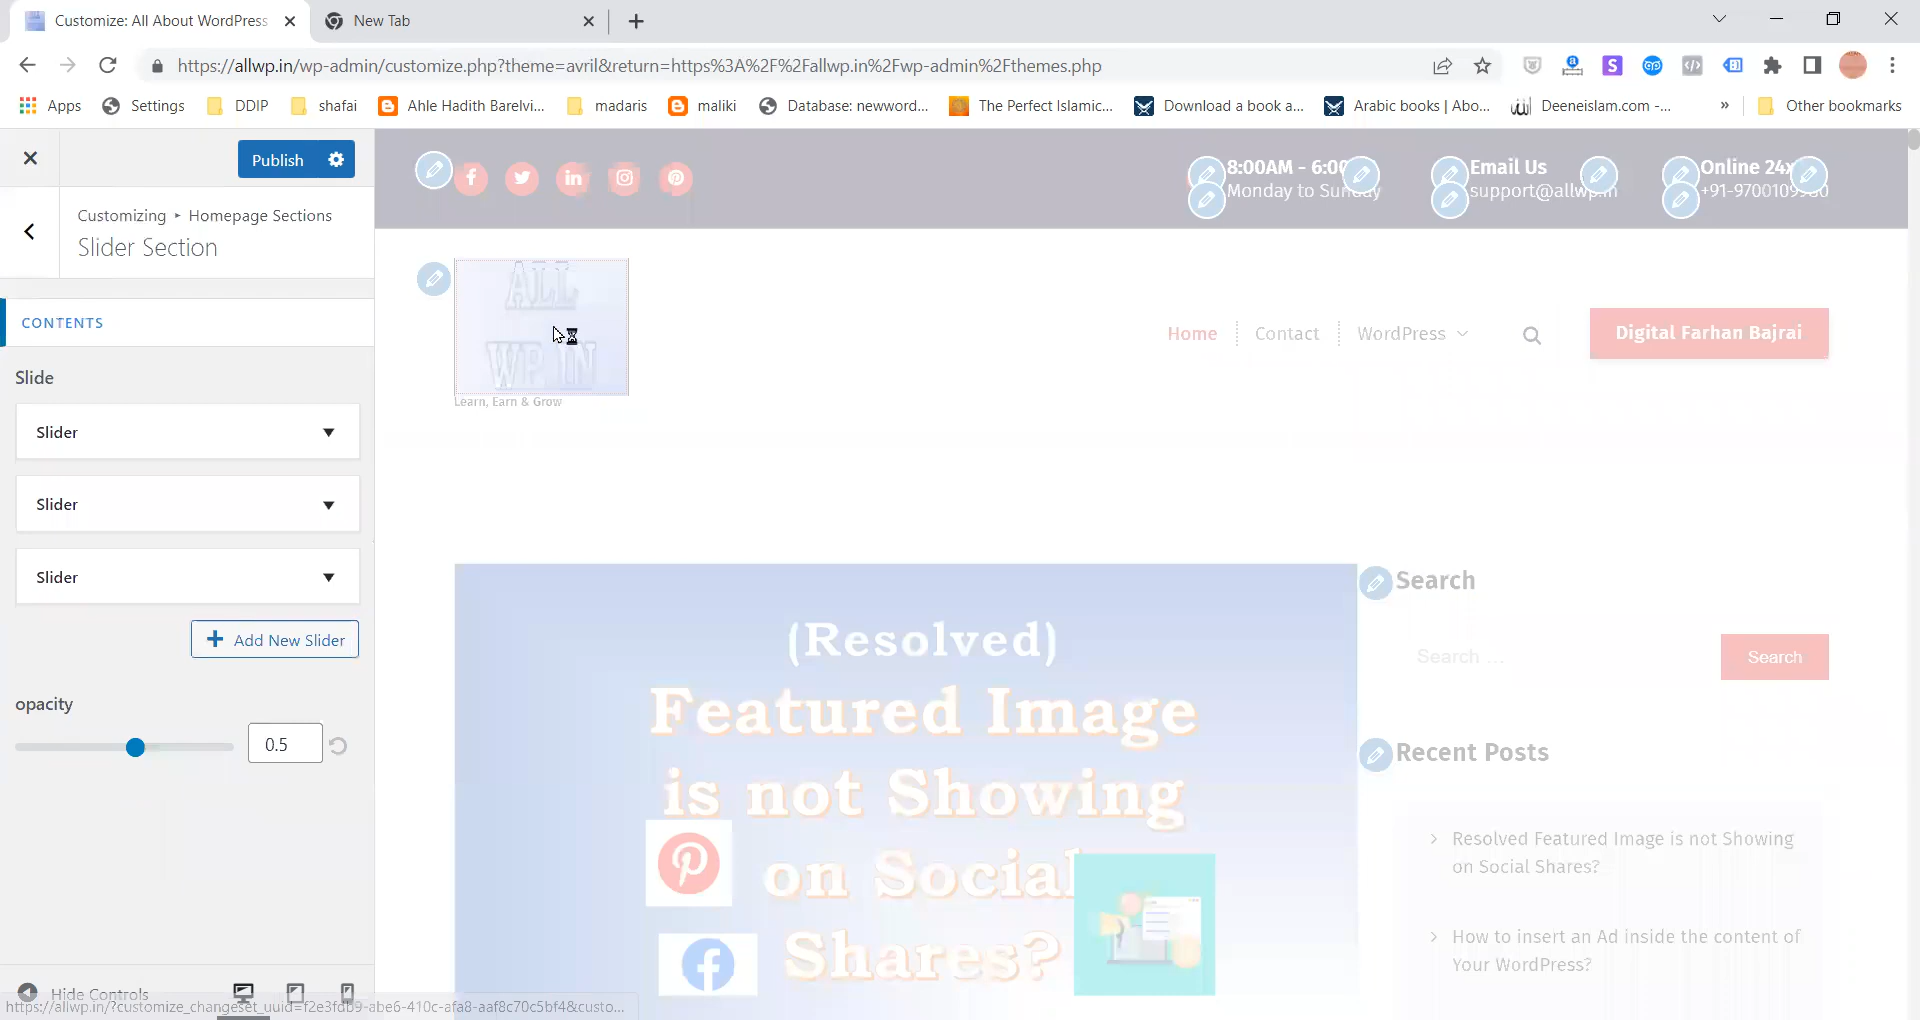 Customize: All About WordPress
New Tab
https://allwp.in/wp-admin/customize.php?theme=avril&return=https%3A%2F%2Fallwp.in%2Fwp-admin%2Fthemes.php
Apps
Settings
DDIP
shafai
Ahle Hadith Barelvi...
madaris
maliki
Database: newword...
The Perfect Islamic...
Download a book a...
Arabic books | Abo...
Deeneislam.com -...
»
Other bookmarks
Publish
Customizing ▸ Homepage Sections
Slider Section
CONTENTS
Slide
Slider
Slider
Slider
+ Add New Slider
opacity
0.5
Hide Controls
https://allwp.in/?customize_changeset_uuid=f2e3fdb9-abe6-410c-afa8-aaf8c70c5bf4&custo...
8:00AM - 6:00
Monday to Sunday
Email Us
support@allwp.in
Online 24x
ALL
WP IN
Learn, Earn & Grow
Home
Contact
WordPress
Digital Farhan Bajrai
(Resolved)
Featured Image
is not Showing
on Social
Shares?
Search
Search ...
Search
Recent Posts
Resolved Featured Image is not Showing
on Social Shares?
How to insert an Ad inside the content of
Your WordPress?